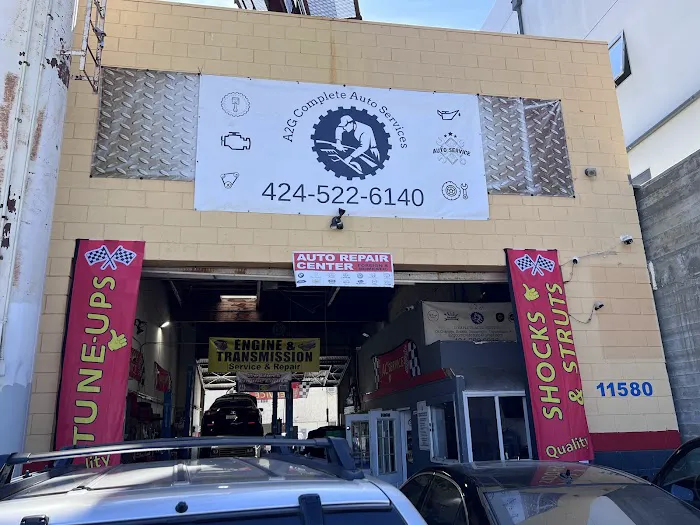 A2G Complete Auto Services
AUTO SERVICE
424-522-6140
AUTO REPAIR
CENTER
TUNE-UPS
lity
ENGINE &
TRANSMISSION
Service & Repair
SHOCKS
& STRUTS
Quality
11580